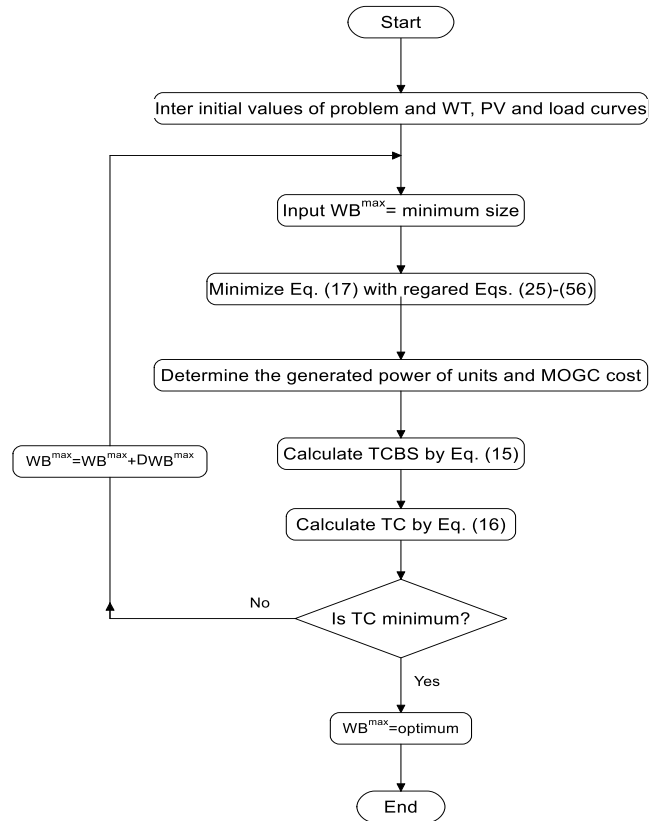 Start
Inter initial values of problem and WT, PV and load curves
Input WB^max= minimum size
Minimize Eq. (17) with regared Eqs. (25)-(56)
Determine the generated power of units and MOGC cost
Calculate TCBS by Eq. (15)
WB^max=WB^max+DWB^max
Calculate TC by Eq. (16)
Is TC minimum?
No
Yes
WB^max=optimum
End